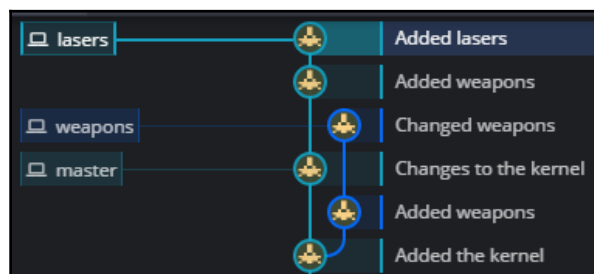 lasers Added lasers
Added weapons
weapons Changed weapons
master Changes to the kernel
Added weapons
Added the kernel